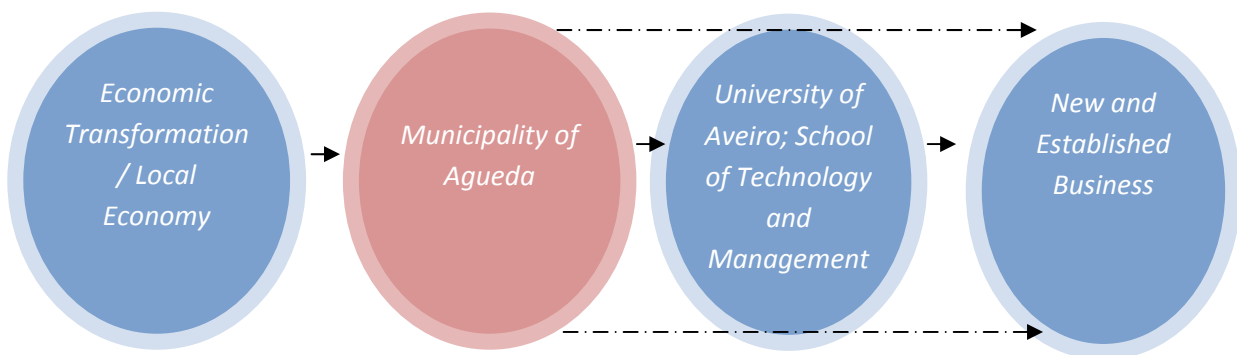 Economic
Transformation
/ Local
Economy
Municipality of
Agueda
University of
Aveiro; School
of Technology
and
Management
New and
Established
Business